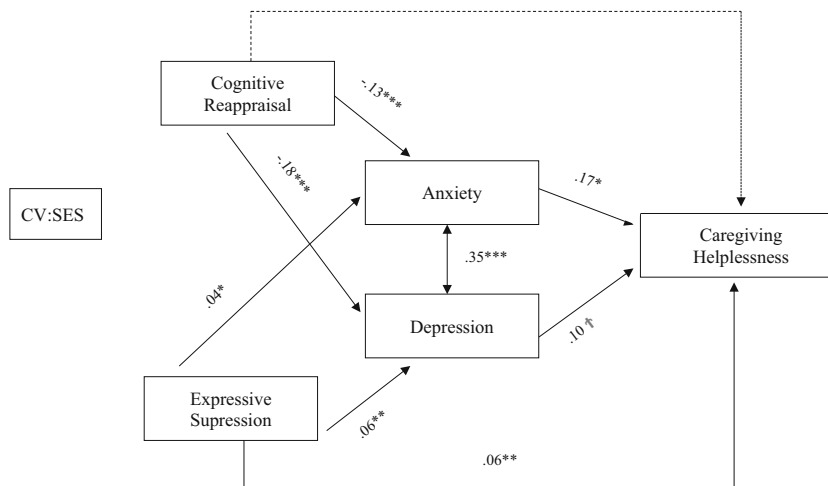 Cognitive
Reappraisal
-.13***
-.18***
CV:SES
Anxiety
.17*
Caregiving
Helplessness
.35***
.04*
Depression
.10 ☨
Expressive
Supression
.06**
.06**